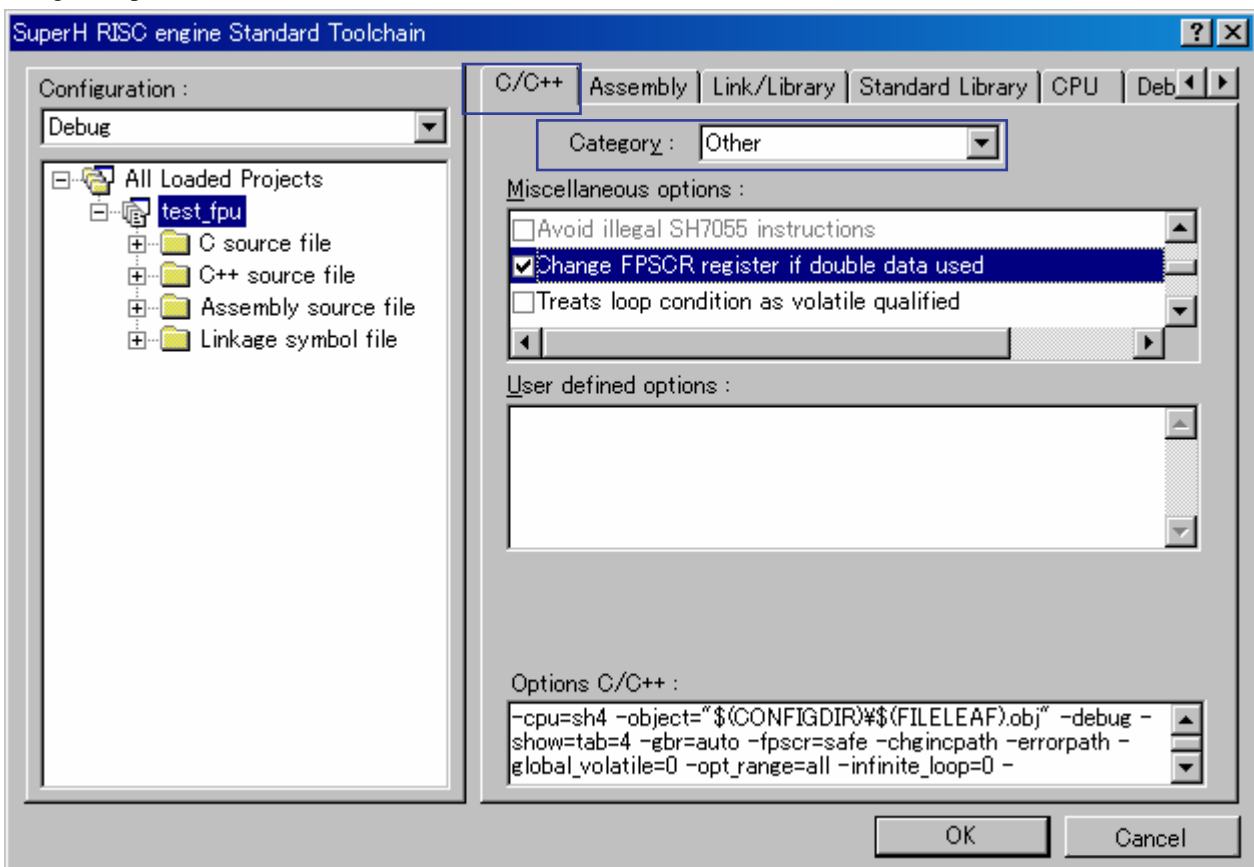 SuperH RISC engine Standard Toolchain
Configuration :
Debug
All Loaded Projects
test_fpu
C source file
C++ source file
Assembly source file
Linkage symbol file
C/C++ Assembly Link/Library Standard Library CPU Deb
Category : Other
Miscellaneous options :
Avoid illegal SH7055 instructions
Change FPSCR register if double data used
Treats loop condition as volatile qualified
User defined options :
Options C/C++ :
-cpu=sh4 -object="$(CONFIGDIR)¥$(FILELEAF).obj" -debug -
show=tab=4 -gbr=auto -fpscr=safe -chgincpath -errorpath -
global_volatile=0 -opt_range=all -infinite_loop=0 -
OK Cancel